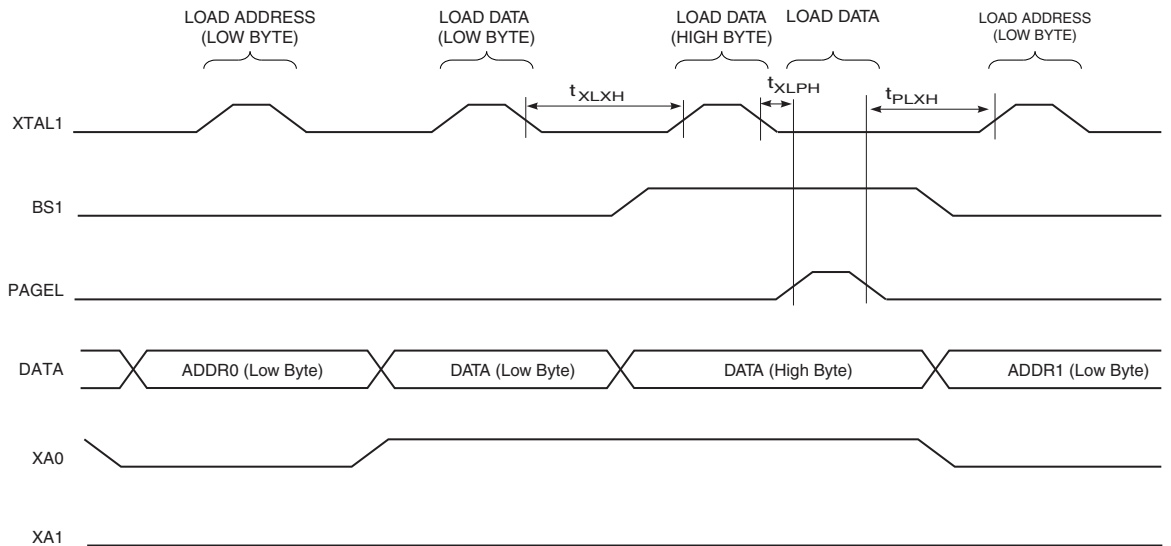 LOAD ADDRESS
(LOW BYTE)
LOAD DATA
(LOW BYTE)
LOAD DATA
(HIGH BYTE)
LOAD DATA
LOAD ADDRESS
(LOW BYTE)
tXLXH
tXLPH
tPLXH
XTAL1
BS1
PAGEL
DATA
ADDR0 (Low Byte)
DATA (Low Byte)
DATA (High Byte)
ADDR1 (Low Byte)
XA0
XA1